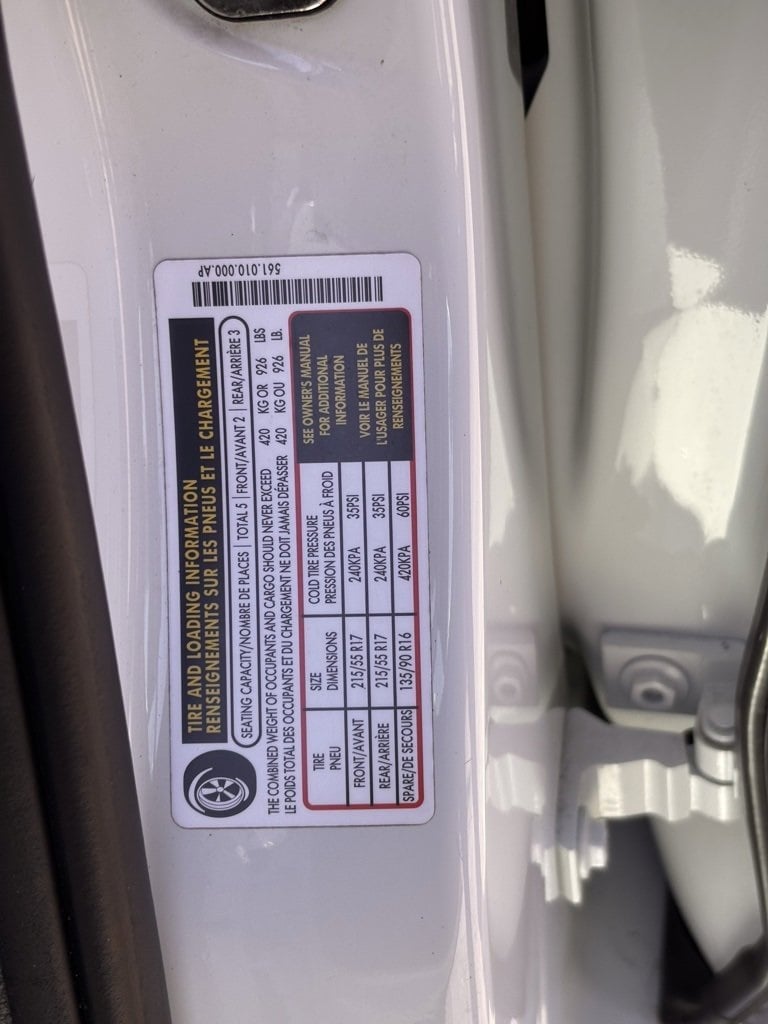 TIRE AND LOADING INFORMATION
RENSEIGNEMENTS SUR LES PNEUS ET LE CHARGEMENT
SEATING CAPACITY/NOMBRE DE PLACES | TOTAL 5 | FRONT/AVANT 2 | REAR/ARRIÈRE 3
THE COMBINED WEIGHT OF OCCUPANTS AND CARGO SHOULD NEVER EXCEED 420 KG OR 926 LBS
LE POIDS TOTAL DES OCCUPANTS ET DU CHARGEMENT NE DOIT JAMAIS DÉPASSER 420 KG OU 926 LB.
TIRE SIZE COLD TIRE PRESSURE
PNEU DIMENSIONS PRESSION DES PNEUS À FROID
FRONT/AVANT 215/55 R17 240KPA 35PSI
REAR/ARRIÈRE 215/55 R17 240KPA 35PSI
SPARE/DE SECOURS 135/90 R16 420KPA 60PSI
SEE OWNER'S MANUAL
FOR ADDITIONAL
INFORMATION
VOIR LE MANUEL DE
L'USAGER POUR PLUS DE
RENSEIGNEMENTS
561.010.000.AP